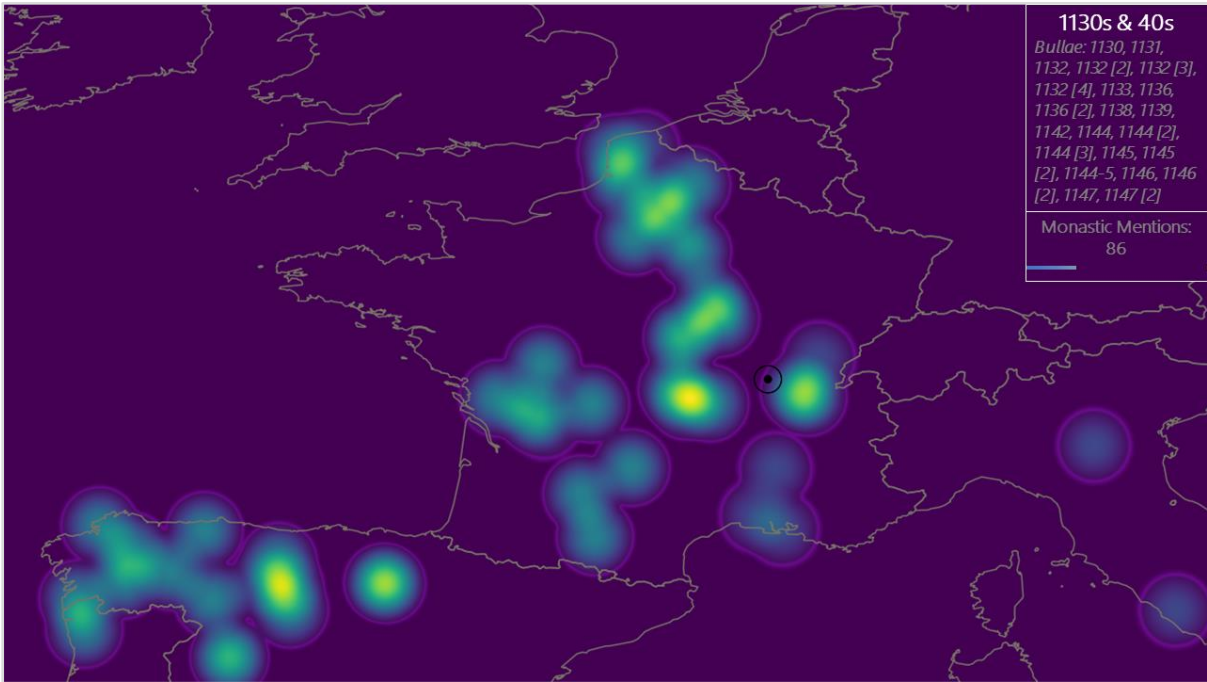 1130s & 40s
Bullae: 1130, 1131,
1132, 1132 [2], 1132 [3],
1132 [4], 1133, 1136,
1136 [2], 1138, 1139,
1142, 1144, 1144 [2],
1144 [3], 1145, 1145
[2], 1144-5, 1146, 1146
[2], 1147, 1147 [2]
Monastic Mentions:
86